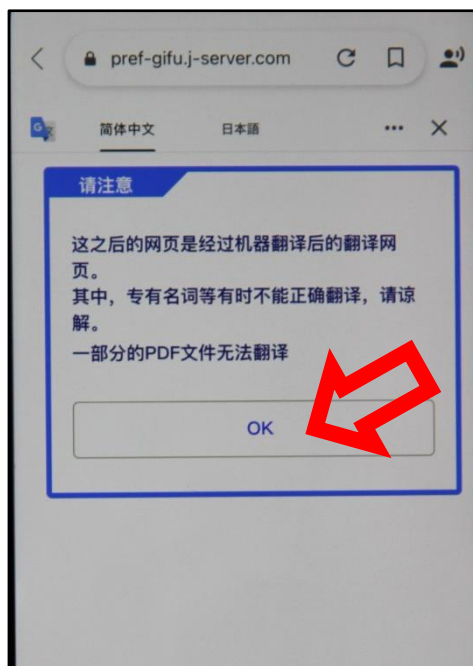 pref-gifu.j-server.com
简体中文 日本語
请注意
这之后的网页是经过机器翻译后的翻译网
页。
其中，专有名词等有时不能正确翻译，请谅
解。
一部分的PDF文件无法翻译
OK